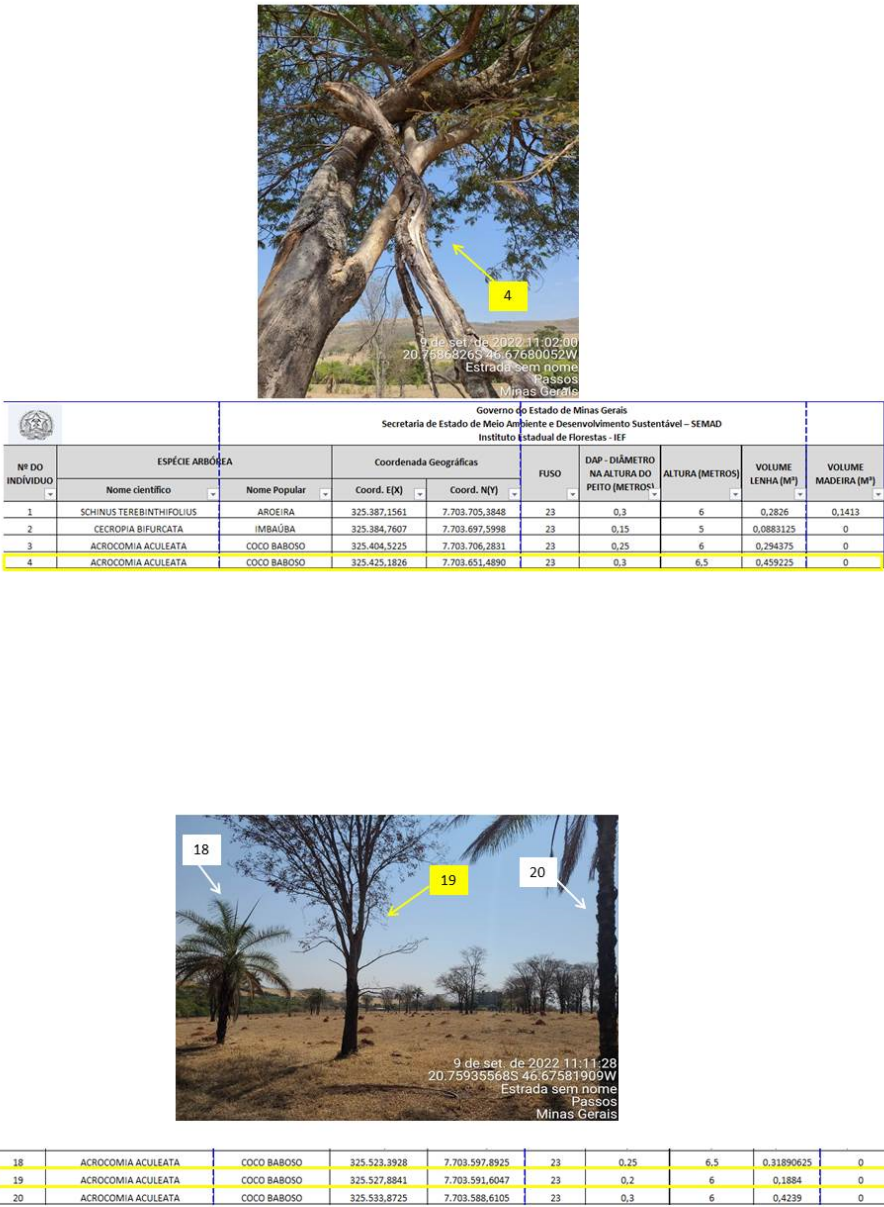 4
9 de set. de 2022 11:02:00
20.7586826S 46.67680052W
Estrada sem nome
Passos
Minas Gerais
Governo do Estado de Minas Gerais
Secretaria de Estado de Meio Ambiente e Desenvolvimento Sustentável – SEMAD
Instituto Estadual de Florestas - IEF
Nº DO INDÍVIDUO ESPÉCIE ARBÓREA Coordenada Geográficas FUSO DAP - DIÂMETRO NA ALTURA DO PEITO (METROS) ALTURA (METROS) VOLUME LENHA (M³) VOLUME MADEIRA (M³)
Nome científico Nome Popular Coord. E(X) Coord. N(Y)
1 SCHINUS TEREBINTHIFOLIUS AROEIRA 325.387,1561 7.703.705,3848 23 0,3 6 0,2826 0,1413
2 CECROPIA BIFURCATA IMBAÚBA 325.384,7607 7.703.697,5998 23 0,15 5 0,0883125 0
3 ACROCOMIA ACULEATA COCO BABOSO 325.404,5225 7.703.706,2831 23 0,25 6 0,294375 0
4 ACROCOMIA ACULEATA COCO BABOSO 325.425,1826 7.703.651,4890 23 0,3 6,5 0,459225 0
18
19
20
9 de set. de 2022 11:11:28
20.75935568S 46.67581909W
Estrada sem nome
Passos
Minas Gerais
18 ACROCOMIA ACULEATA COCO BABOSO 325.523,3928 7.703.597,8925 23 0,25 6,5 0,31890625 0
19 ACROCOMIA ACULEATA COCO BABOSO 325.527,8841 7.703.591,6047 23 0,2 6 0,1884 0
20 ACROCOMIA ACULEATA COCO BABOSO 325.533,8725 7.703.588,6105 23 0,3 6 0,4239 0